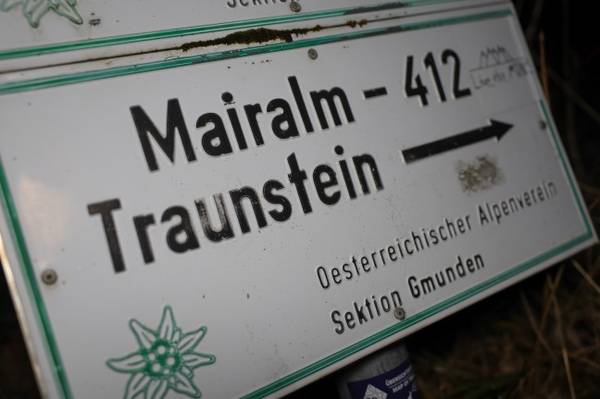 Mairalm - 412
Traunstein
Oesterreichischer Alpenverein
Sektion Gmunden